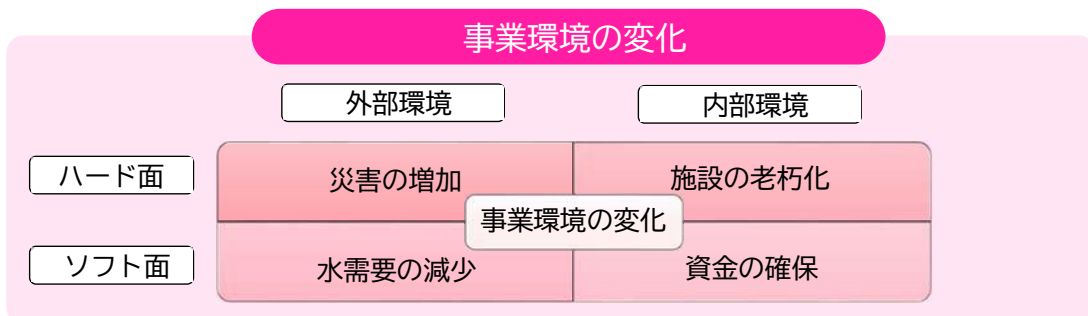 事業環境の変化
外部環境
内部環境
ハード面
災害の増加
施設の老朽化
事業環境の変化
ソフト面
水需要の減少
資金の確保